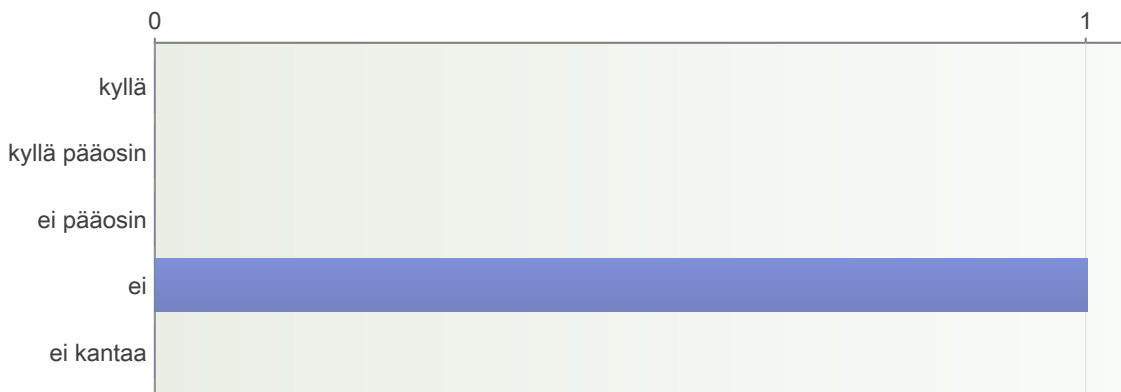 0 1
kyllä
kyllä pääosin
ei pääosin
ei
ei kantaa